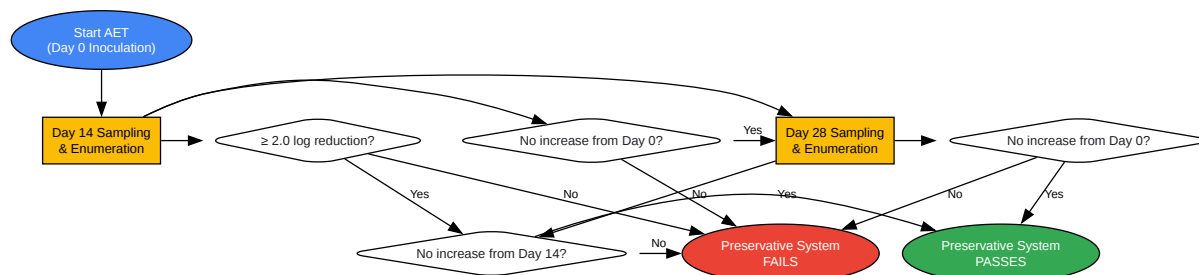 Start AET
(Day 0 Inoculation)
Day 14 Sampling
& Enumeration
≥ 2.0 log reduction?
No increase from Day 0?
Yes
Day 28 Sampling
& Enumeration
No increase from Day 0?
Yes
No
No
Yes
No
Yes
No increase from Day 14?
No
Preservative System
FAILS
Preservative System
PASSES